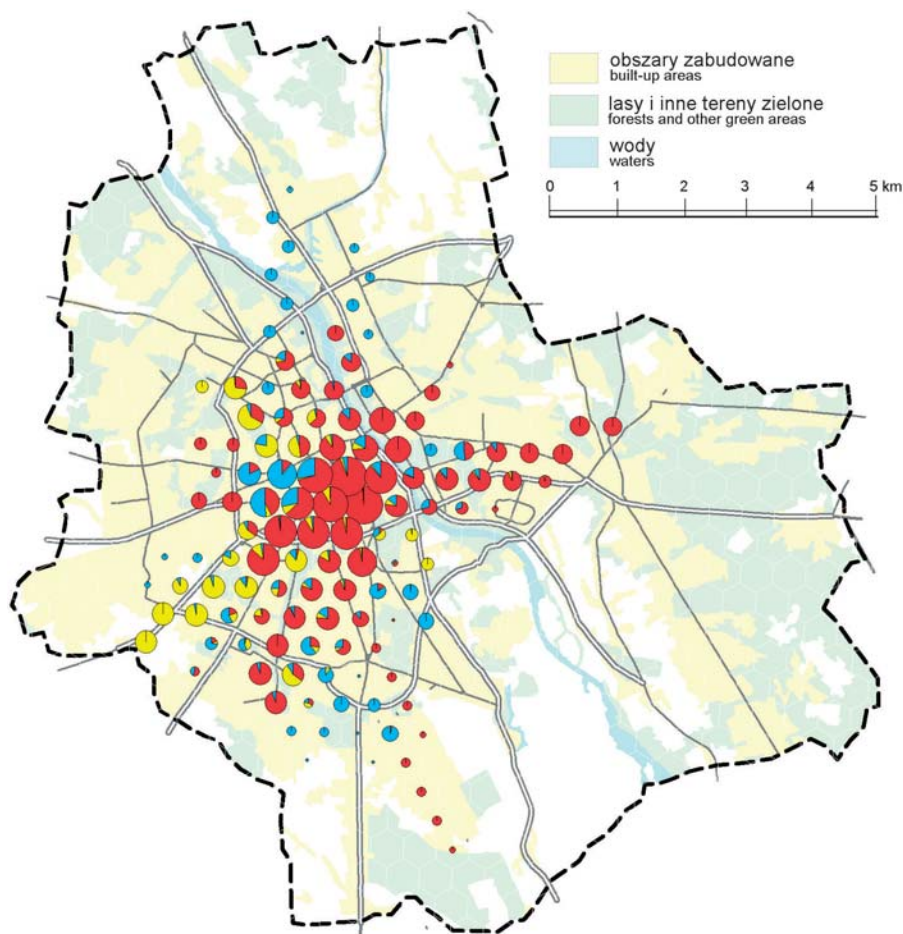 obszary zabudowane
built-up areas
lasy i inne tereny zielone
forests and other green areas
wody
waters
0 1 2 3 4 5 km